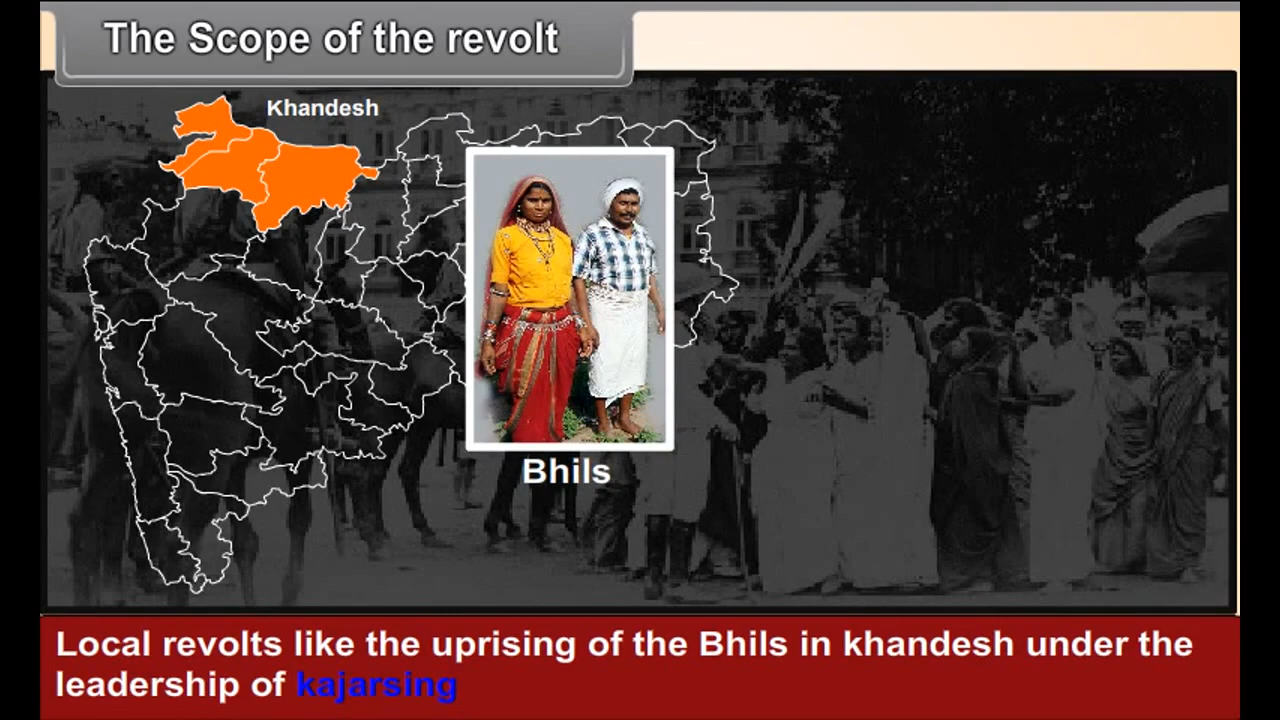 The Scope of the revolt
Khandesh
Bhils
Local revolts like the uprising of the Bhils in khandesh under the
leadership of kajarsing